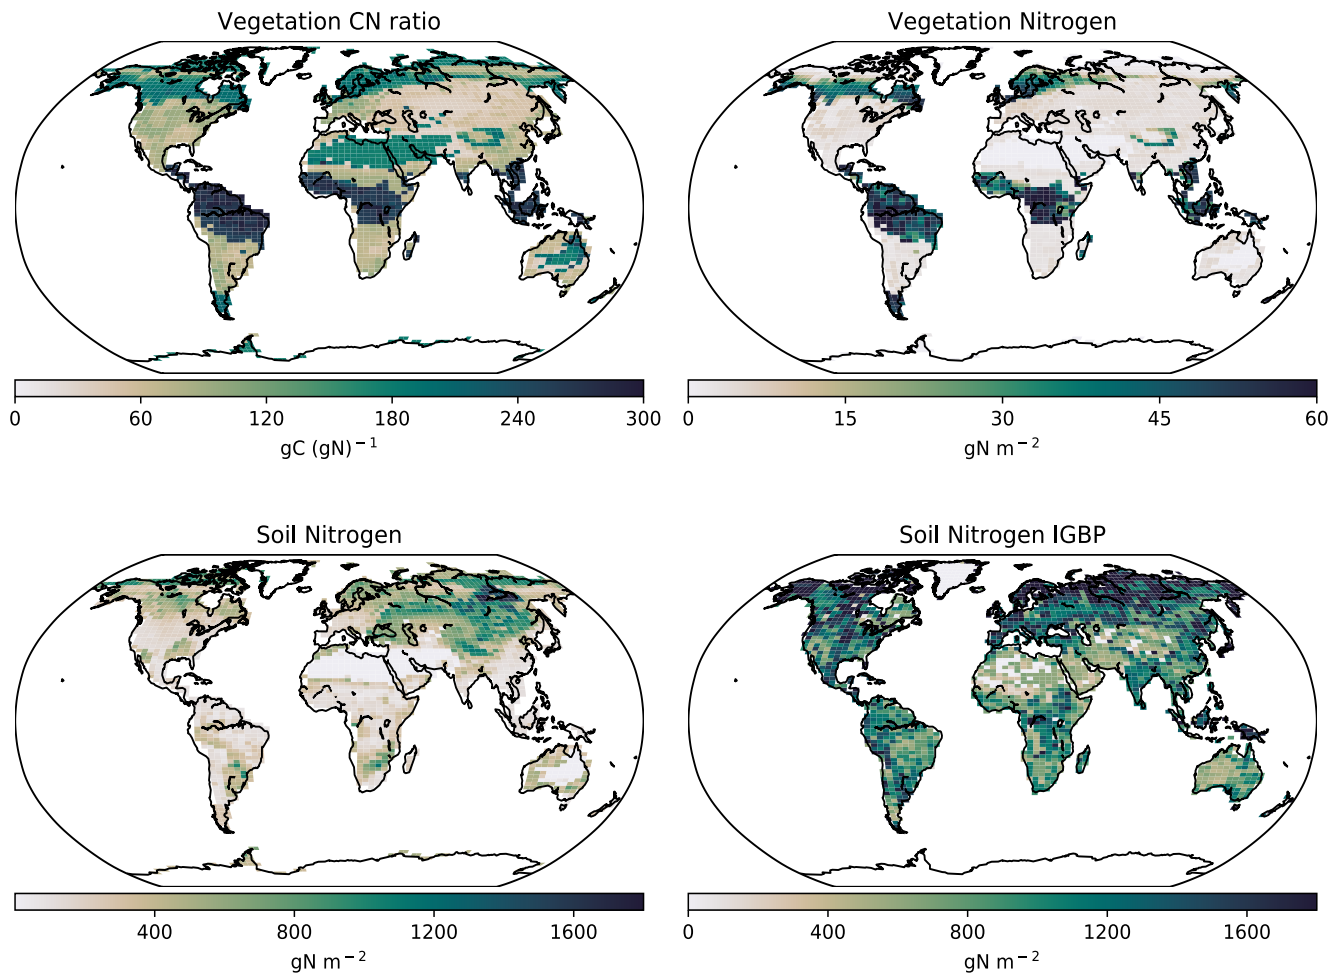 Vegetation CN ratio
Vegetation Nitrogen
0 60 120 180 240 300
gC (gN)⁻¹
0 15 30 45 60
gN m⁻²
Soil Nitrogen
Soil Nitrogen IGBP
400 800 1200 1600
gN m⁻²
0 400 800 1200 1600
gN m⁻²